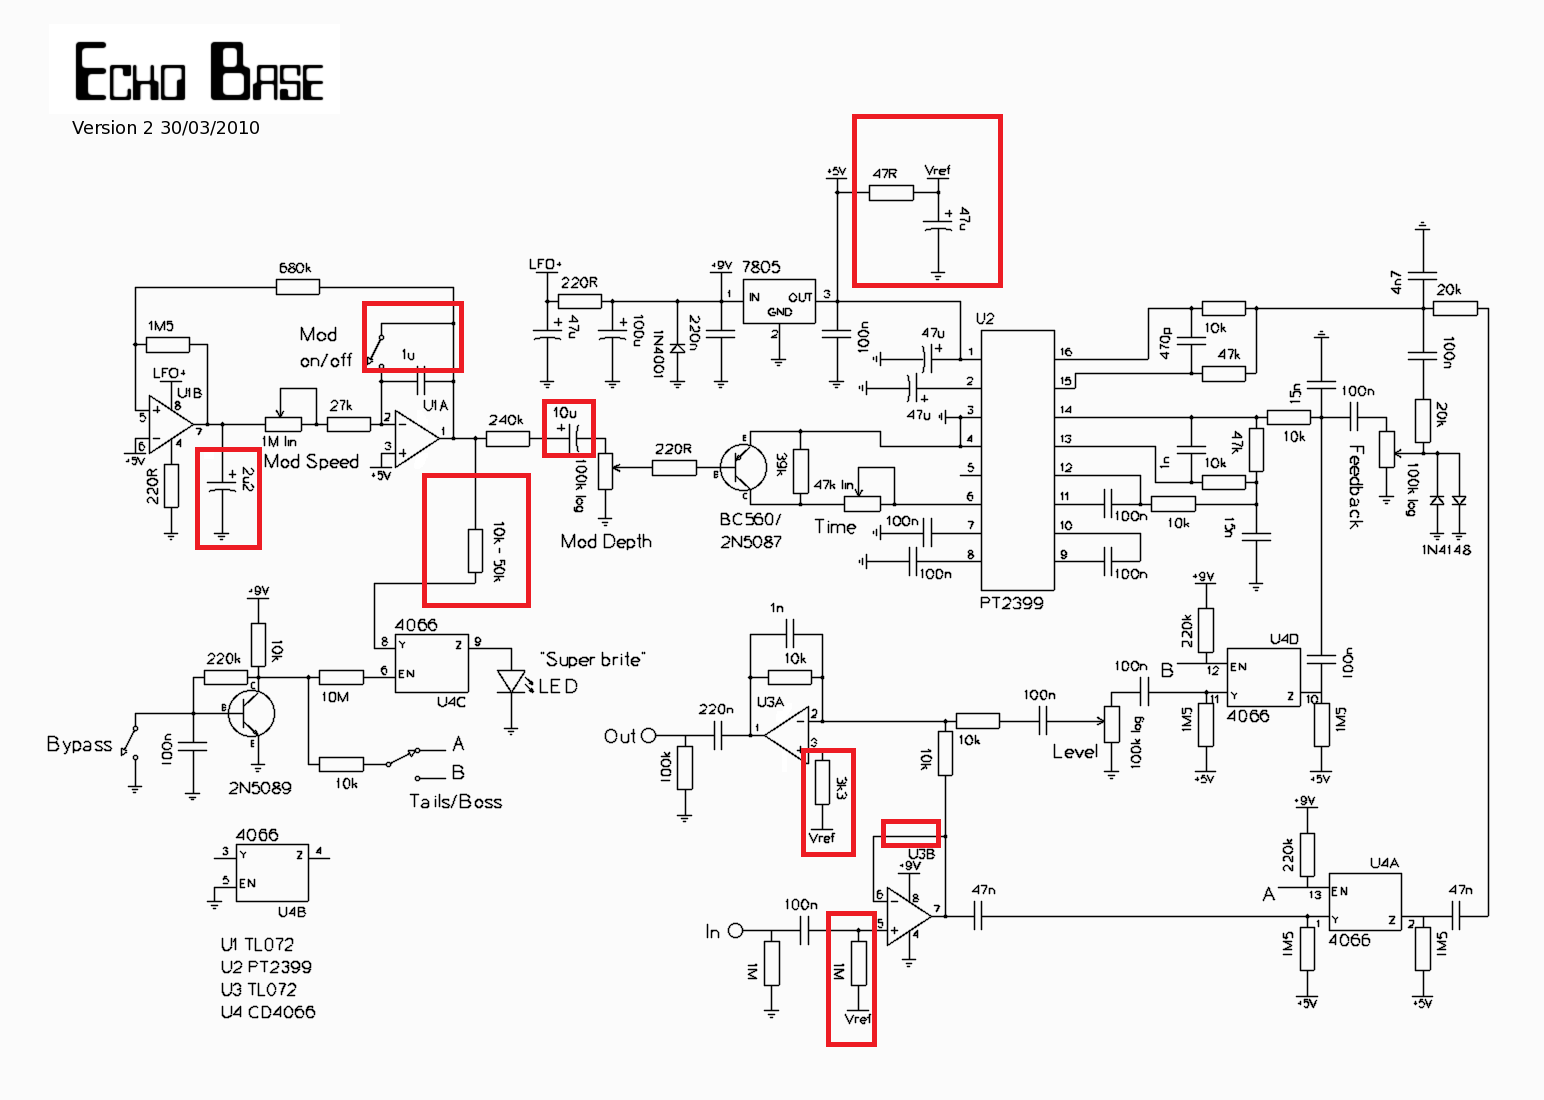 ECHO BASE
Version 2 30/03/2010
+5V
47R
Vref
47u
680k
1M5
Mod
on/off
1u
LFO+
U1B
8
5
6
7
4
+5V
220R
2u2
1M lin
Mod Speed
27k
U1A
2
3
1
+5V
240k
10u
100k log
Mod Depth
10k - 50k
LFO+
220R
47u
100u
1N4001
220n
+9V
7805
1
IN
OUT
3
GND
2
100n
220R
E
B
C
BC560/
2N5087
39k
47k lin
Time
47u
47u
100n
100n
U2
1
2
3
4
5
6
7
8
16
15
14
13
12
11
10
9
PT2399
470p
10k
47k
1n
10k
47k
100n
10k
100n
15n
10k
15n
100n
Feedback
100k log
4n7
20k
100n
20k
1N4148
+9V
10k
220k
B
C
E
Bypass
100n
2N5089
10M
10k
A
B
Tails/Boss
4066
8
Y
Z
9
6
EN
U4C
"Super brite"
LED
4066
3
Y
Z
4
5
EN
U4B
U1 TL072
U2 PT2399
U3 TL072
U4 CD4066
1n
10k
U3A
2
3
1
220n
Out
100k
3k3
Vref
10k
10k
100n
Level
100k log
100n
+9V
220k
B
12
EN
U4D
11
Y
Z
10
4066
1M5
+5V
100n
1M5
+5V
U3B
+9V
6
8
7
5
4
In
100n
1M
1M
Vref
47n
+9V
220k
A
13
EN
U4A
1
Y
Z
2
4066
1M5
+5V
1M5
+5V
47n